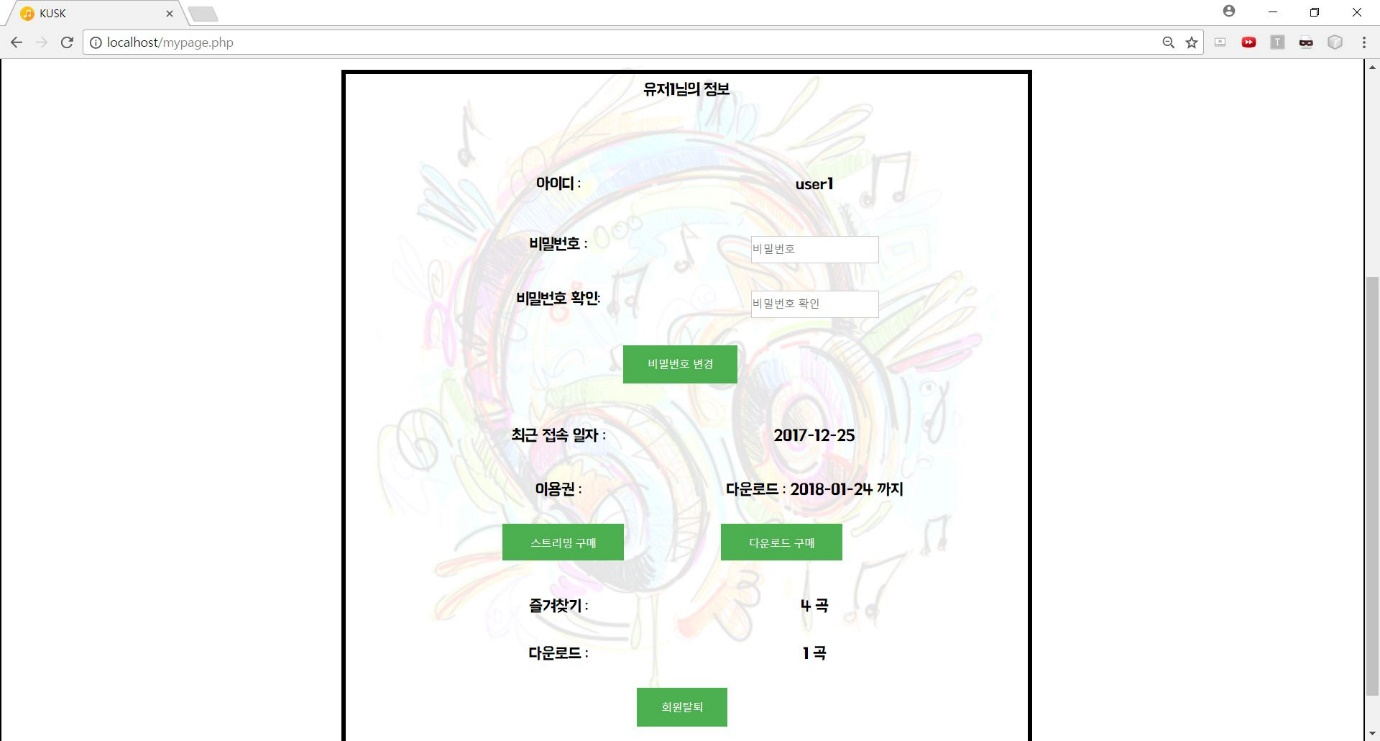 KUSK
localhost/mypage.php
유저1님의 정보
아이디 : user1
비밀번호 : 비밀번호
비밀번호 확인: 비밀번호 확인
비밀번호 변경
최근 접속 일자 : 2017-12-25
이용권 : 다운로드 : 2018-01-24 까지
스트리밍 구매 다운로드 구매
즐겨찾기 : 4 곡
다운로드 : 1 곡
회원탈퇴